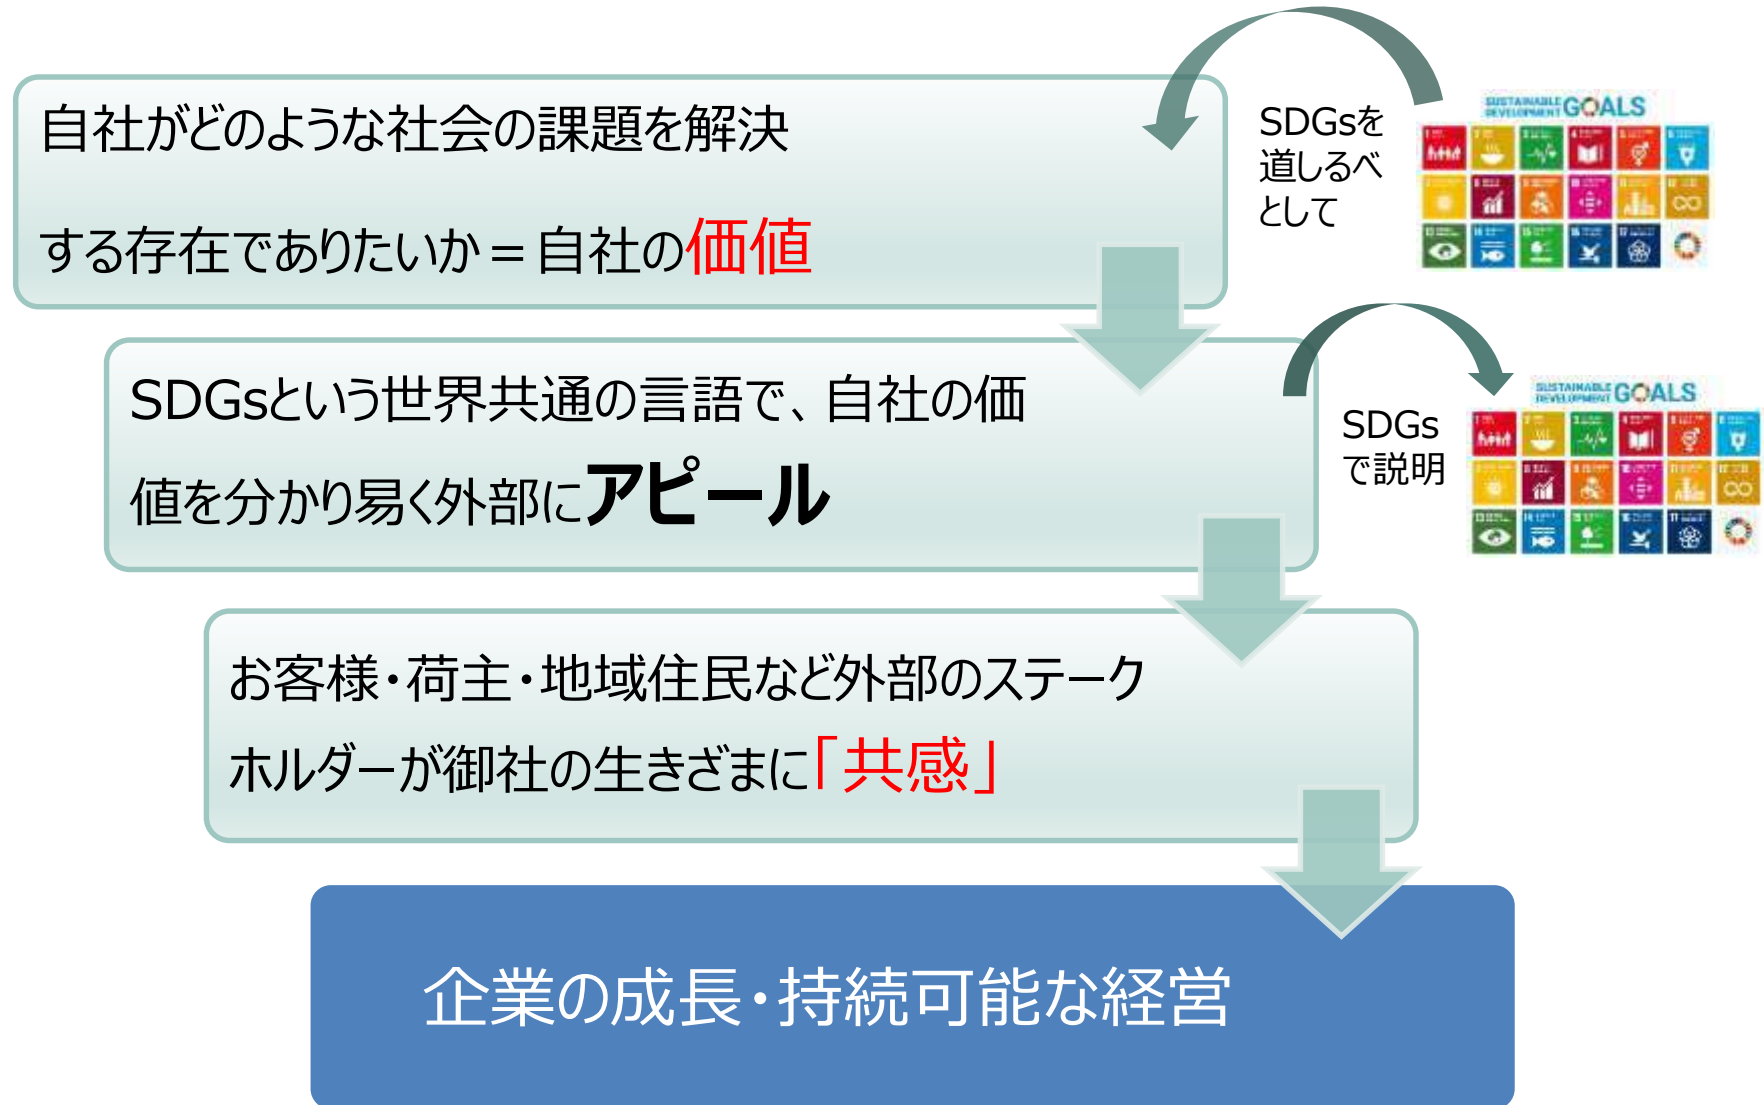 自社がどのような社会の課題を解決
する存在でありたいか＝自社の価値
SDGsを
道しるべ
として
SUSTAINABLE
DEVELOPMENT GOALS
SDGsという世界共通の言語で、自社の価
値を分かり易く外部にアピール
SDGs
で説明
SUSTAINABLE
DEVELOPMENT GOALS
お客様・荷主・地域住民など外部のステーク
ホルダーが御社の生きざまに「共感」
企業の成長・持続可能な経営